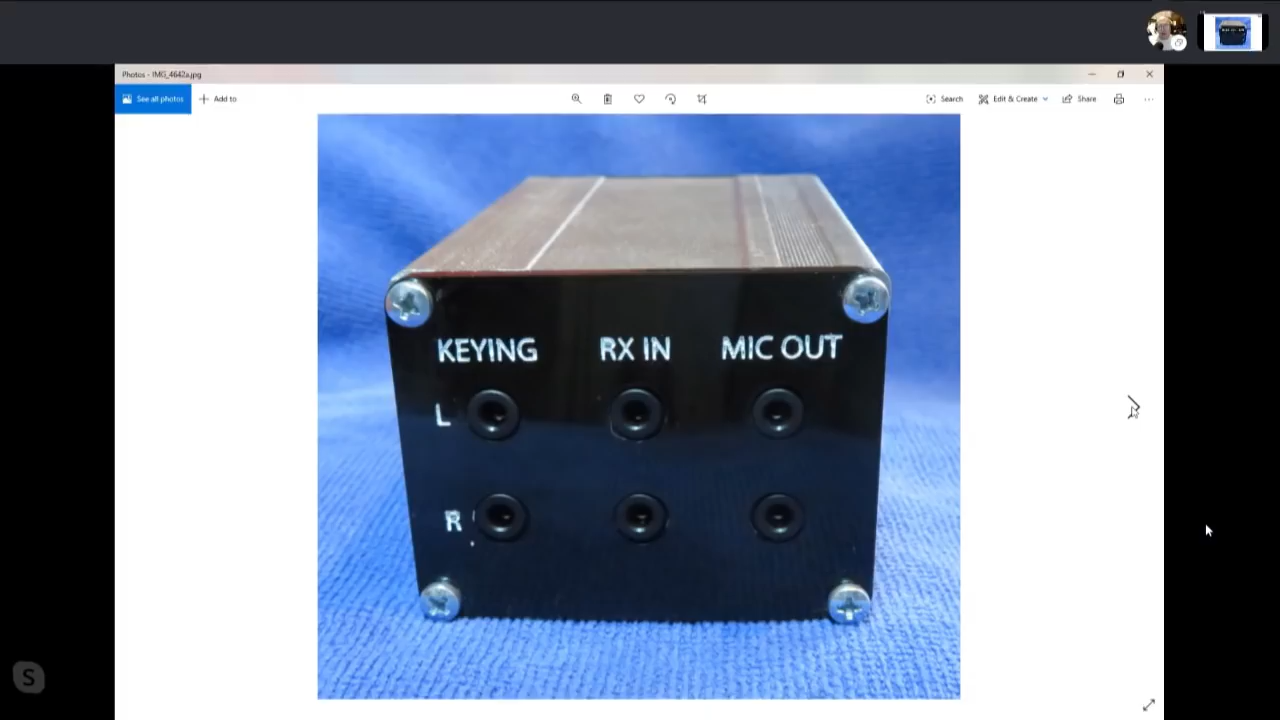 Photos - IMG_4642a.jpg
See all photos
Add to
Search
Edit & Create
Share
KEYING RX IN MIC OUT
L
R
S